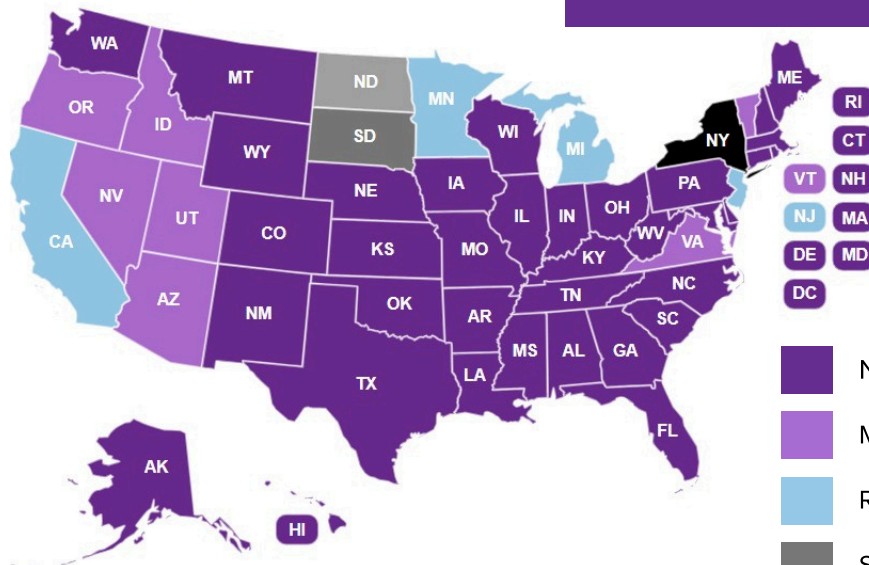 WA
MT
ND
MN
ME
OR
ID
SD
WI
MI
NY
RI
WY
CT
NE
IA
PA
VT
NH
NV
UT
CO
IL
IN
OH
NJ
MA
CA
KS
MO
WV
VA
DE
MD
KY
AZ
NM
OK
TN
NC
DC
AR
SC
MS
AL
GA
TX
LA
FL
AK
HI
N
M
R
S